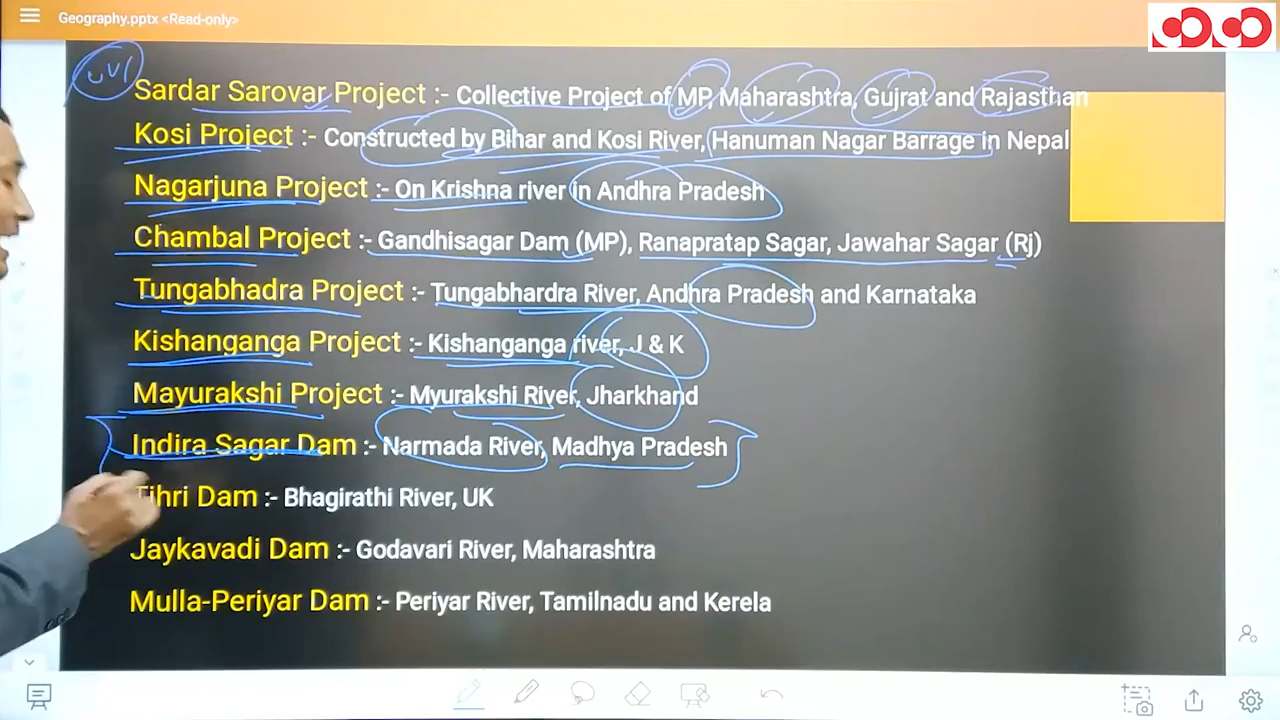 Geography.pptx <Read-only>
Sardar Sarovar Project :- Collective Project of MP, Maharashtra, Gujrat and Rajasthan
Kosi Project :- Constructed by Bihar and Kosi River, Hanuman Nagar Barrage in Nepal
Nagarjuna Project :- On Krishna river in Andhra Pradesh
Chambal Project :- Gandhisagar Dam (MP), Ranapratap Sagar, Jawahar Sagar (Rj)
Tungabhadra Project :- Tungabhardra River, Andhra Pradesh and Karnataka
Kishanganga Project :- Kishanganga river, J & K
Mayurakshi Project :- Myurakshi River, Jharkhand
Indira Sagar Dam :- Narmada River, Madhya Pradesh
Tihri Dam :- Bhagirathi River, UK
Jaykavadi Dam :- Godavari River, Maharashtra
Mulla-Periyar Dam :- Periyar River, Tamilnadu and Kerela